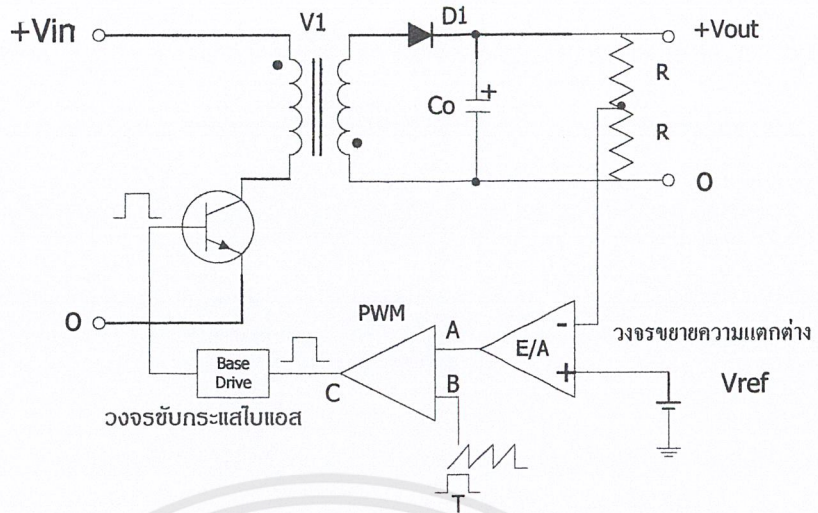 +Vin
V1
D1
+Vout
R
Co
+
R
0
0
PWM
A
E/A
-
+
วงจรขยายความแตกต่าง
Vref
Base
Drive
C
B
วงจรขับกระแสไบแอส
T